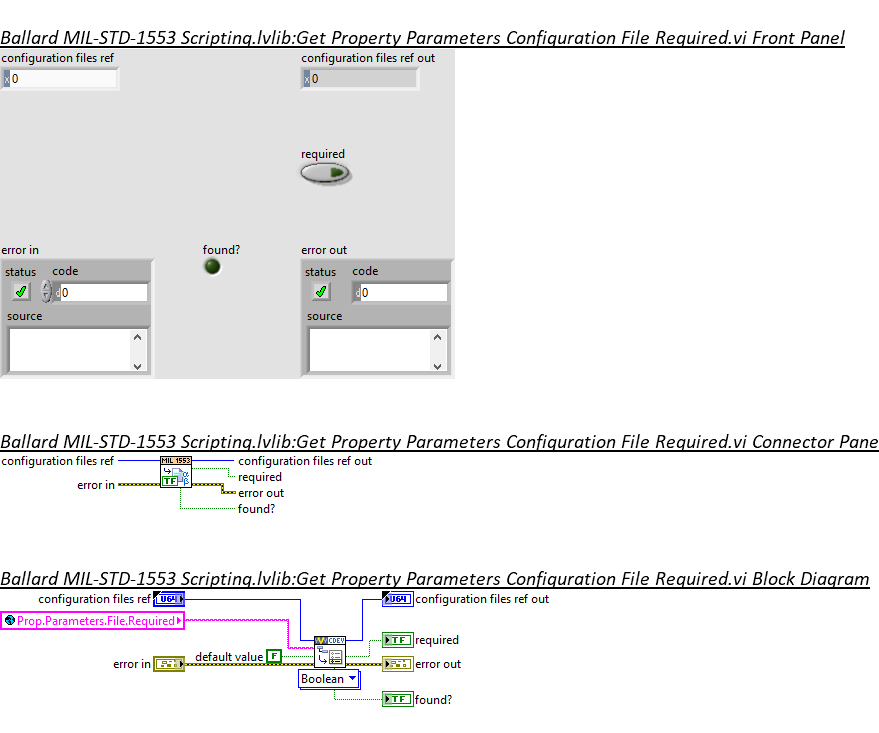 Ballard MIL-STD-1553 Scripting.lvlib:Get Property Parameters Configuration File Required.vi Front Panel
configuration files ref configuration files ref out
x 0 x 0
required
error in found? error out
status code status code
d 0 d 0
source source
Ballard MIL-STD-1553 Scripting.lvlib:Get Property Parameters Configuration File Required.vi Connector Pane
configuration files ref MIL 1553 configuration files ref out
required
TF α β
error in error out
found?
Ballard MIL-STD-1553 Scripting.lvlib:Get Property Parameters Configuration File Required.vi Block Diagram
configuration files ref U64 U64 configuration files ref out
Prop.Parameters.File.Required
CDEV TF required
default value F
error in error out
Boolean
TF found?